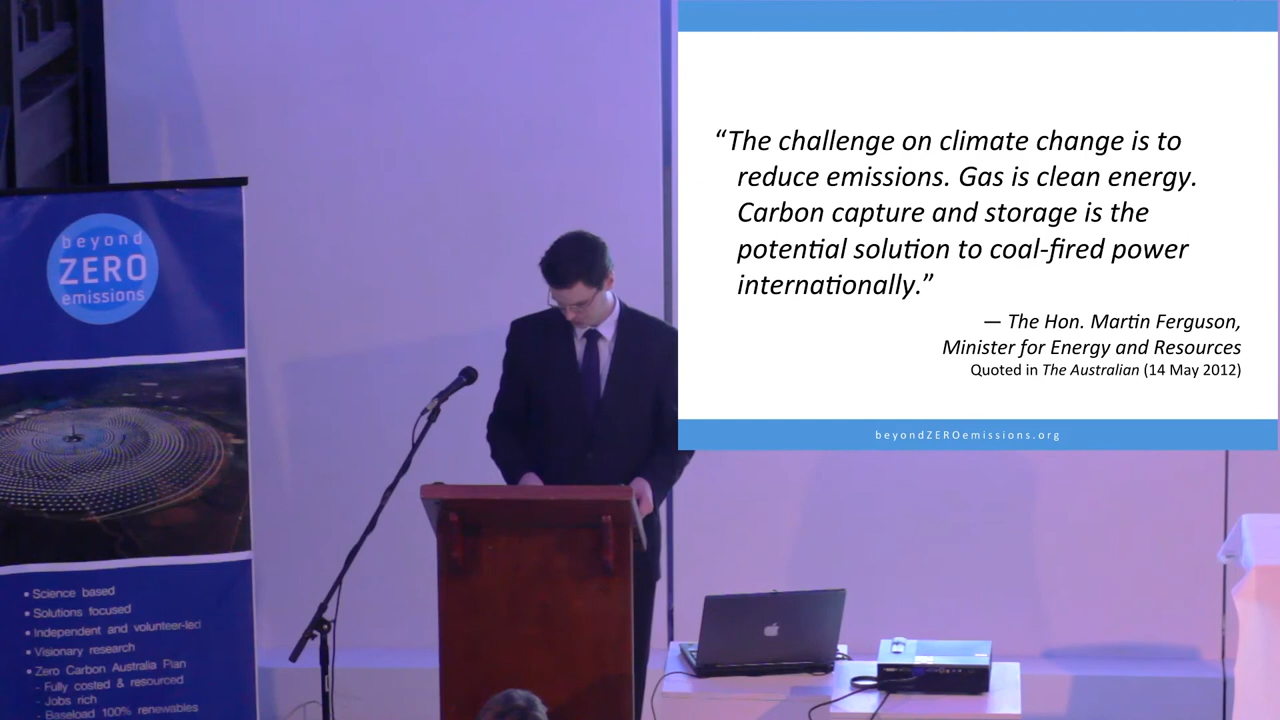 beyond
ZERO
emissions
• Science based
• Solutions focused
• Independent and volunteer-led
• Visionary research
• Zero Carbon Australia Plan
- Fully costed & resourced
- Jobs rich
- Baseload 100% renewables
“The challenge on climate change is to
reduce emissions. Gas is clean energy.
Carbon capture and storage is the
potential solution to coal-fired power
internationally.”
— The Hon. Martin Ferguson,
Minister for Energy and Resources
Quoted in The Australian (14 May 2012)
beyondZEROemissions.org